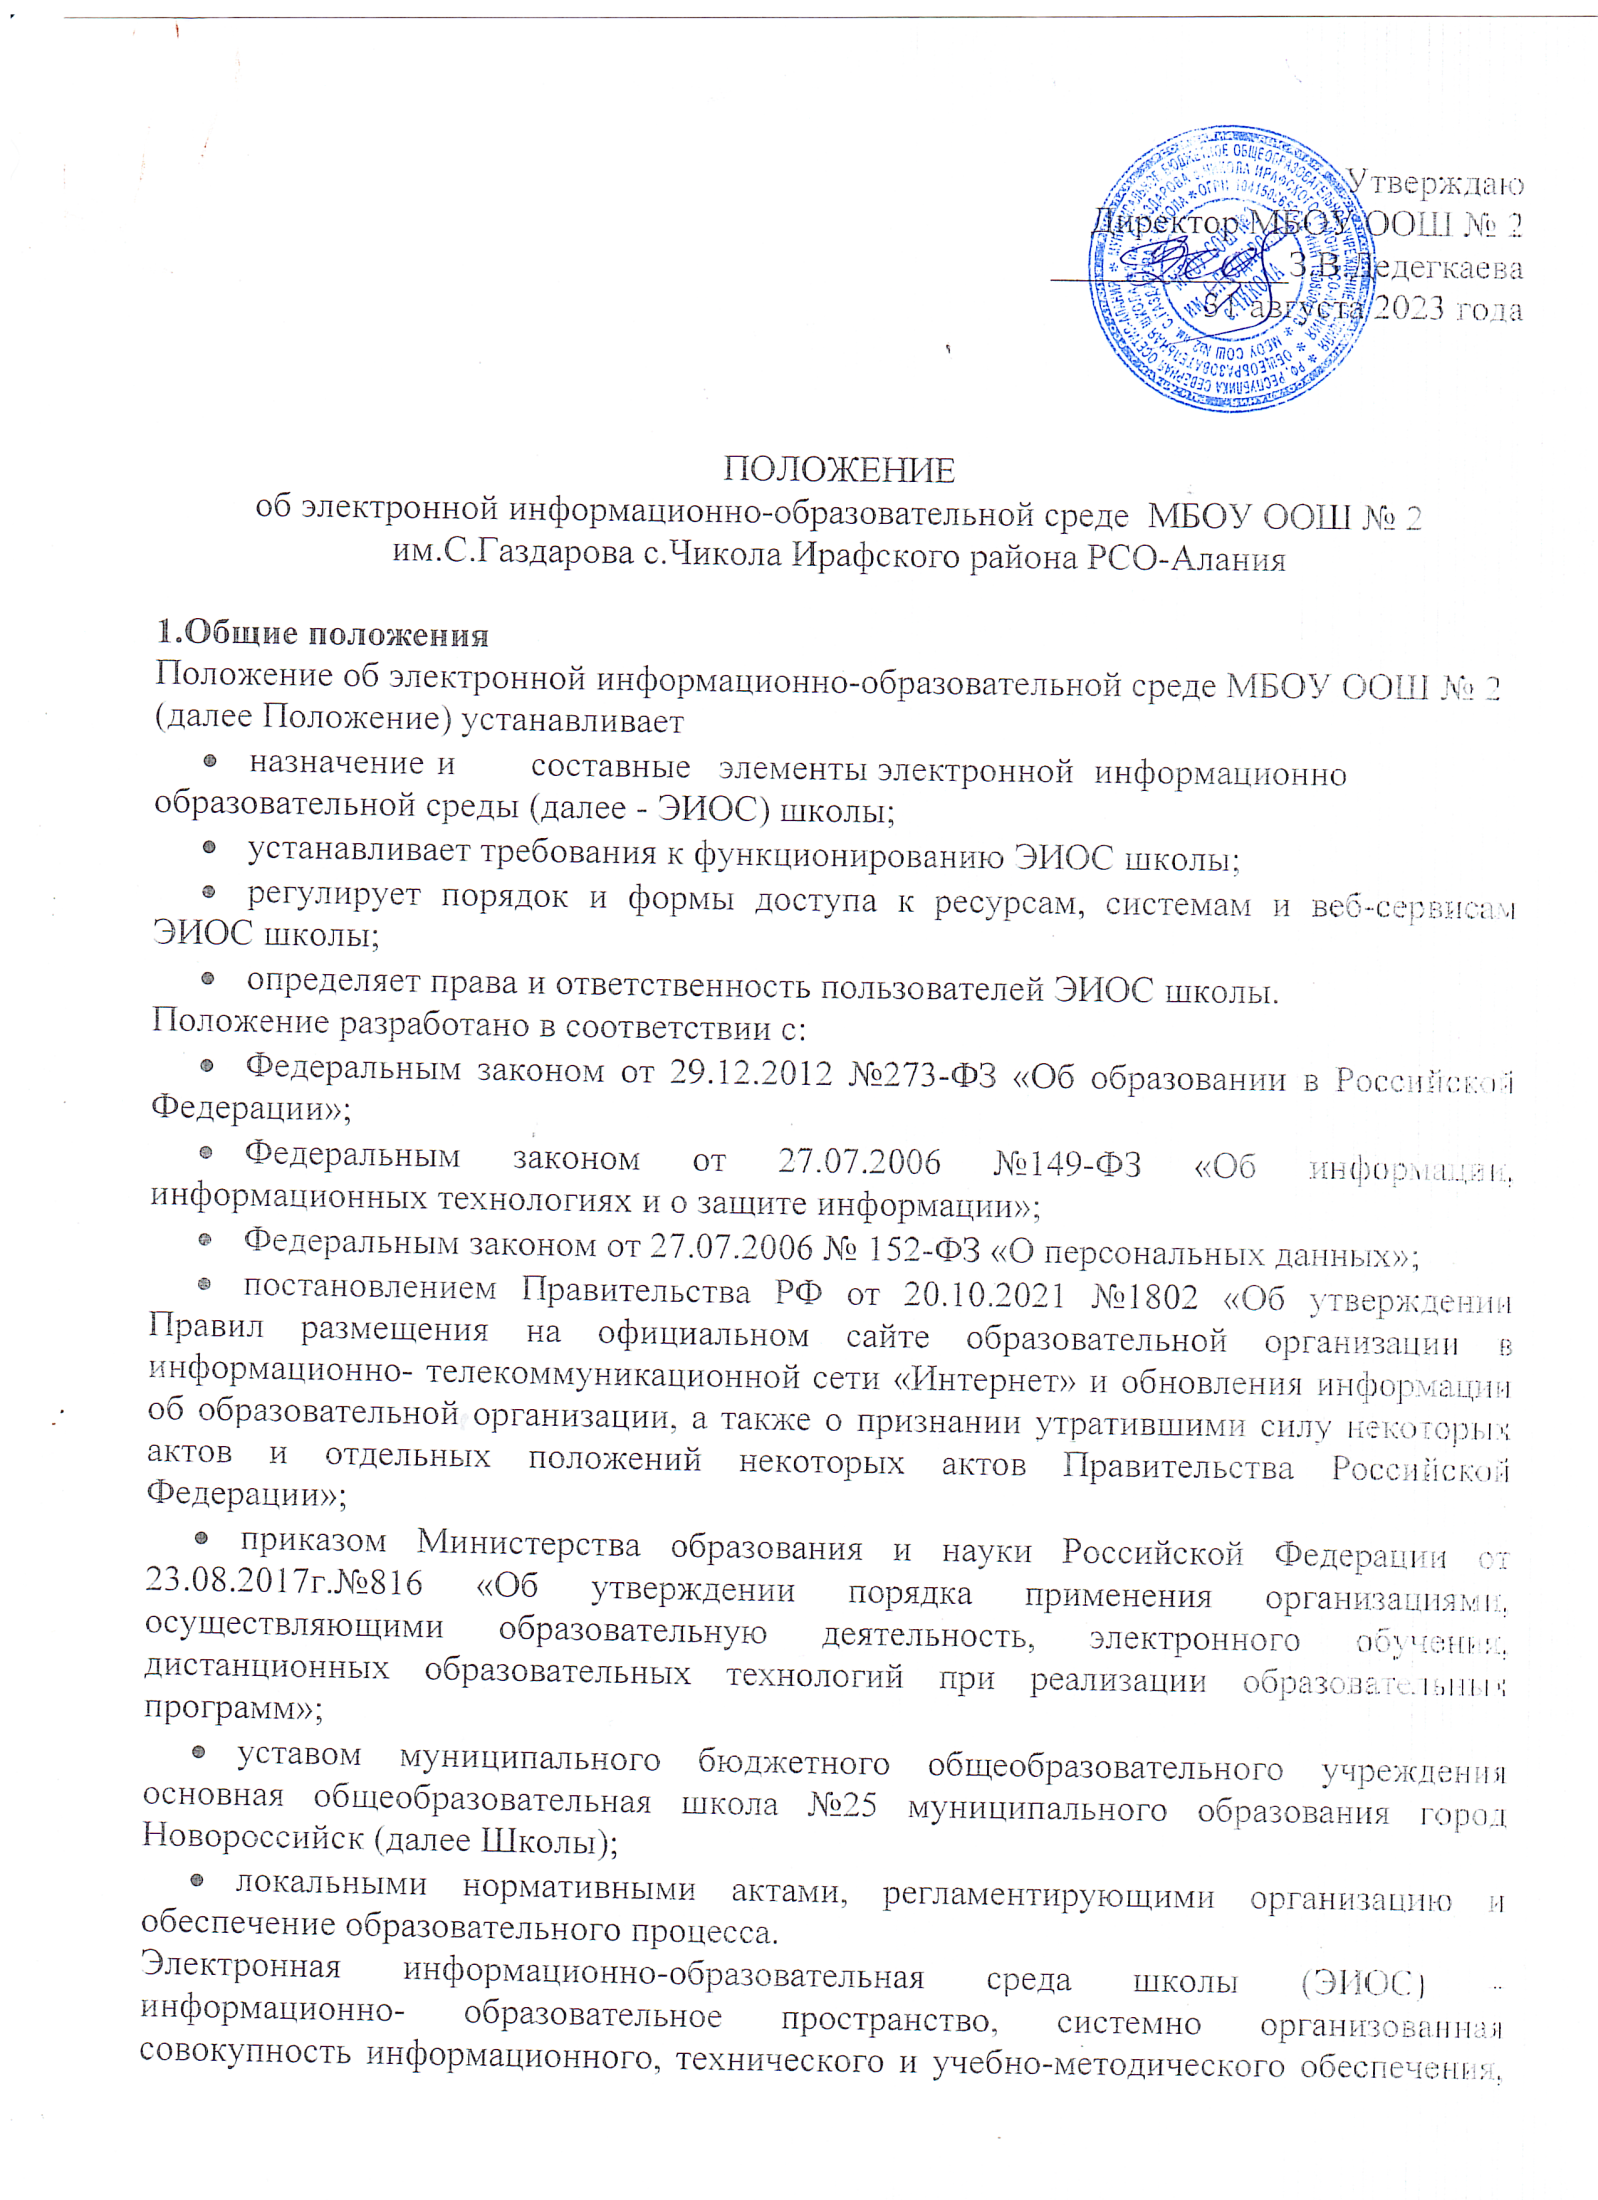 Утверждаю
Директор МБОУ ООШ № 2
З.В.Дедегкаева
31 августа 2023 года
ПОЛОЖЕНИЕ
об электронной информационно-образовательной среде МБОУ ООШ № 2
им.С.Газдарова с.Чикола Ирафского района РСО-Алания
1.Общие положения
Положение об электронной информационно-образовательной среде МБОУ ООШ № 2
(далее Положение) устанавливает
• назначение и составные элементы электронной информационно
образовательной среды (далее - ЭИОС) школы;
• устанавливает требования к функционированию ЭИОС школы;
• регулирует порядок и формы доступа к ресурсам, системам и веб-сервисам
ЭИОС школы;
• определяет права и ответственность пользователей ЭИОС школы.
Положение разработано в соответствии с:
• Федеральным законом от 29.12.2012 №273-ФЗ «Об образовании в Российской
Федерации»;
• Федеральным законом от 27.07.2006 №149-ФЗ «Об информации,
информационных технологиях и о защите информации»;
• Федеральным законом от 27.07.2006 № 152-ФЗ «О персональных данных»;
• постановлением Правительства РФ от 20.10.2021 №1802 «Об утверждении
Правил размещения на официальном сайте образовательной организации в
информационно- телекоммуникационной сети «Интернет» и обновления информации
об образовательной организации, а также о признании утратившими силу некоторых
актов и отдельных положений некоторых актов Правительства Российской
Федерации»;
• приказом Министерства образования и науки Российской Федерации от
23.08.2017г.№816 «Об утверждении порядка применения организациями,
осуществляющими образовательную деятельность, электронного обучения,
дистанционных образовательных технологий при реализации образовательных
программ»;
• уставом муниципального бюджетного общеобразовательного учреждения
основная общеобразовательная школа №25 муниципального образования город
Новороссийск (далее Школы);
• локальными нормативными актами, регламентирующими организацию и
обеспечение образовательного процесса.
Электронная информационно-образовательная среда школы (ЭИОС) -
информационно- образовательное пространство, системно организованная
совокупность информационного, технического и учебно-методического обеспечения,